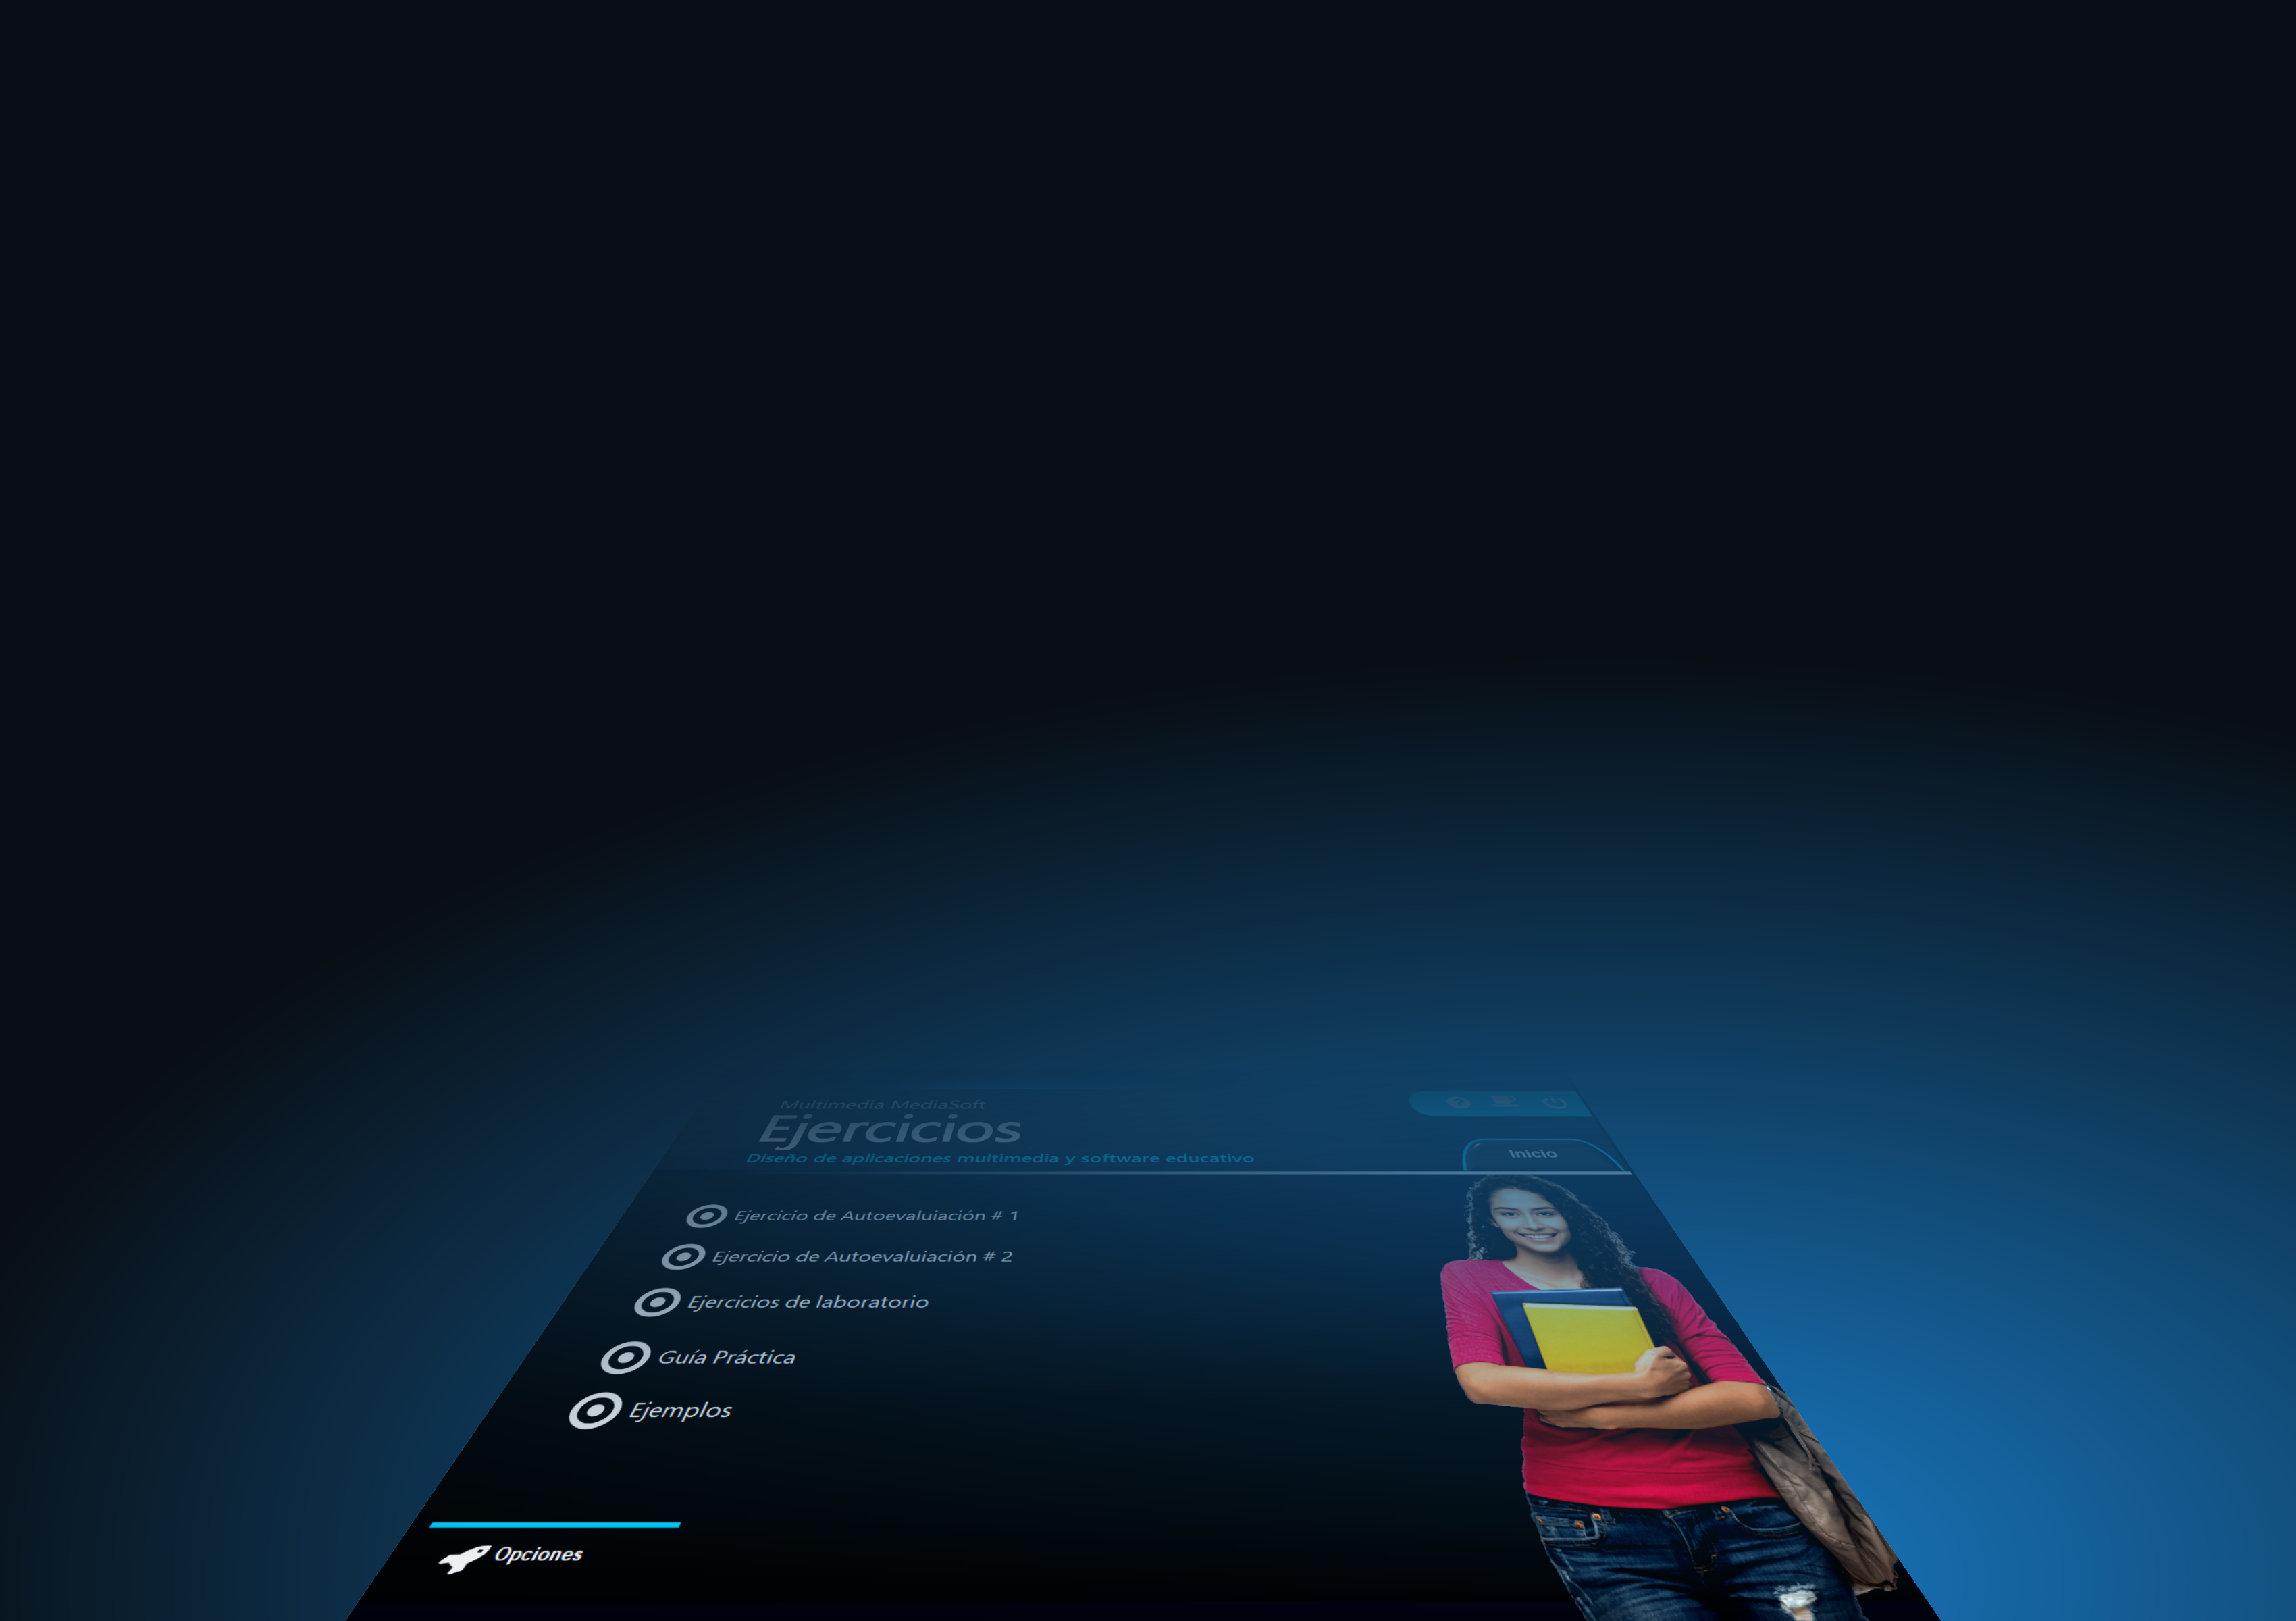 Multimedia MediaSoft
Ejercicios
Diseño de aplicaciones multimedia y software educativo
Inicio
Ejercicio de Autoevaluiación # 1
Ejercicio de Autoevaluiación # 2
Ejercicios de laboratorio
Guía Práctica
Ejemplos
Opciones